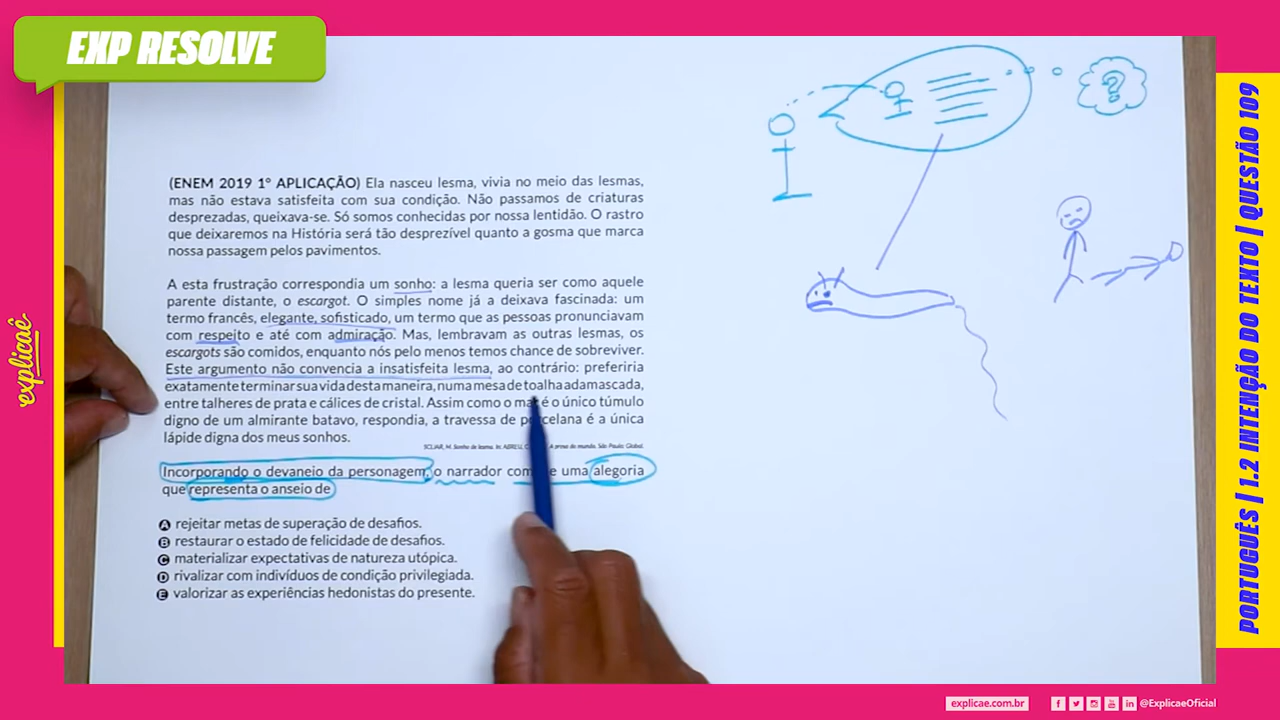 EXP RESOLVE
explicaê
PORTUGUÊS | 1.2 INTENÇÃO DO TEXTO | QUESTÃO 109
(ENEM 2019 1º APLICAÇÃO) Ela nasceu lesma, vivia no meio das lesmas,
mas não estava satisfeita com sua condição. Não passamos de criaturas
desprezadas, queixava-se. Só somos conhecidas por nossa lentidão. O rastro
que deixaremos na História será tão desprezível quanto a gosma que marca
nossa passagem pelos pavimentos.
A esta frustração correspondia um sonho: a lesma queria ser como aquele
parente distante, o escargot. O simples nome já a deixava fascinada: um
termo francês, elegante, sofisticado, um termo que as pessoas pronunciavam
com respeito e até com admiração. Mas, lembravam as outras lesmas, os
escargots são comidos, enquanto nós pelo menos temos chance de sobreviver.
Este argumento não convencia a insatisfeita lesma, ao contrário: preferiria
exatamente terminar sua vida desta maneira, numa mesa de toalha adamascada,
entre talheres de prata e cálices de cristal. Assim como o é o único túmulo
digno de um almirante batavo, respondia, a travessa de é a única
lápide digna dos meus sonhos.
SCLIAR, M. Sonho de lesma. In: ABREU, A prova do mundo. São Paulo: Global.
Incorporando o devaneio da personagem, o narrador uma alegoria
que representa o anseio de
A rejeitar metas de superação de desafios.
B restaurar o estado de felicidade de desafios.
C materializar expectativas de natureza utópica.
D rivalizar com indivíduos de condição privilegiada.
E valorizar as experiências hedonistas do presente.
?
explicae.com.br @ExplicaeOficial